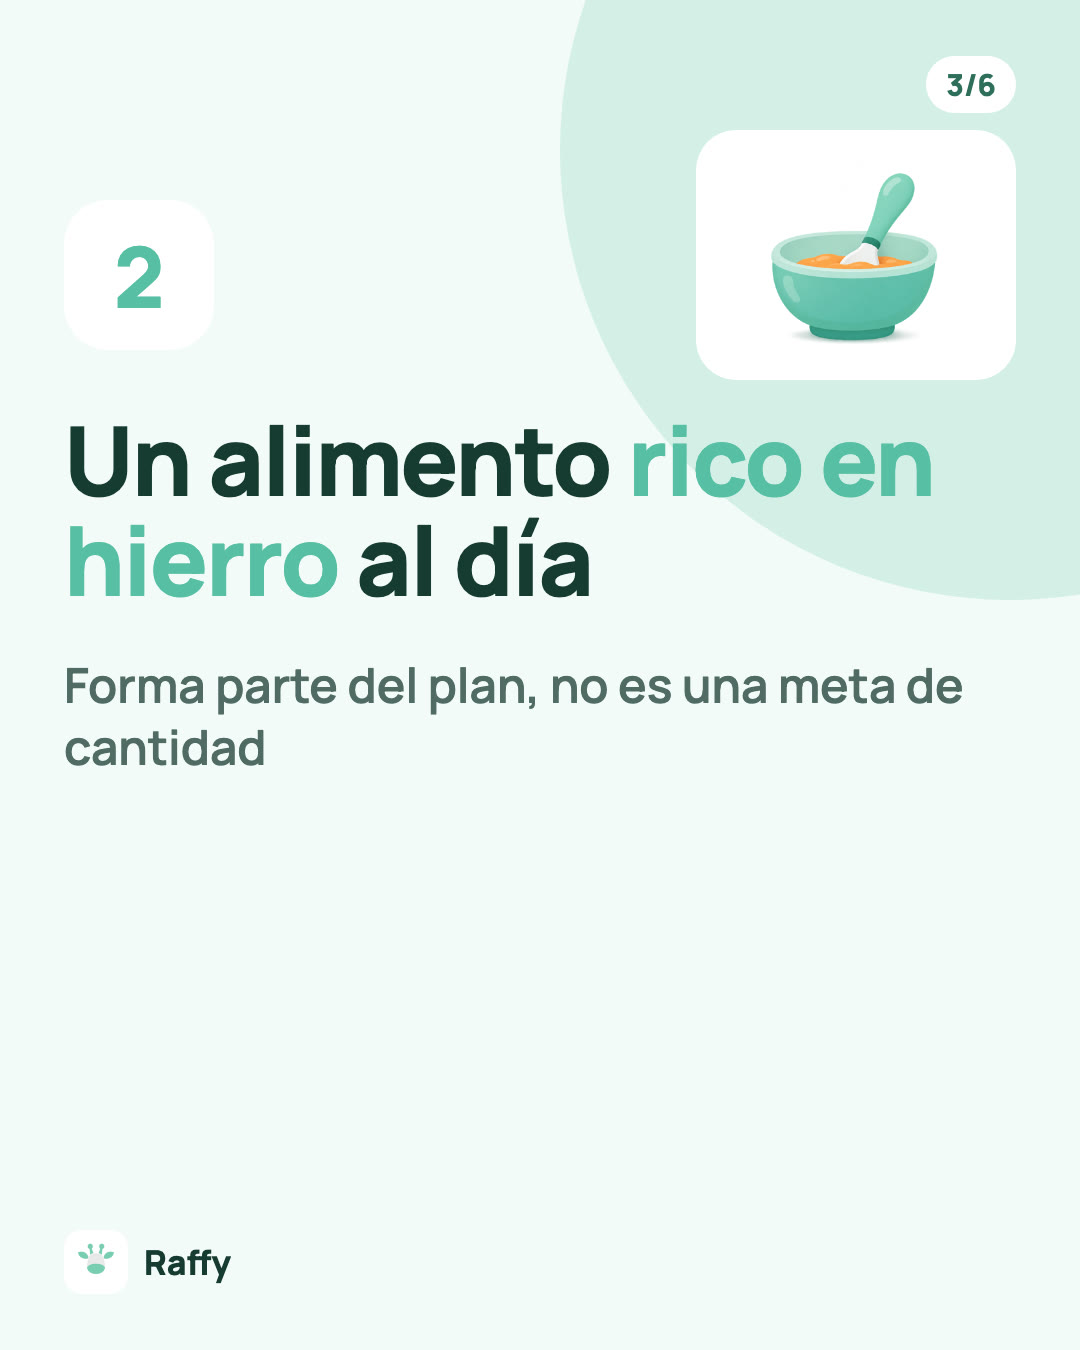 3/6
2
Un alimento rico en
hierro al día
Forma parte del plan, no es una meta de
cantidad
Raffy